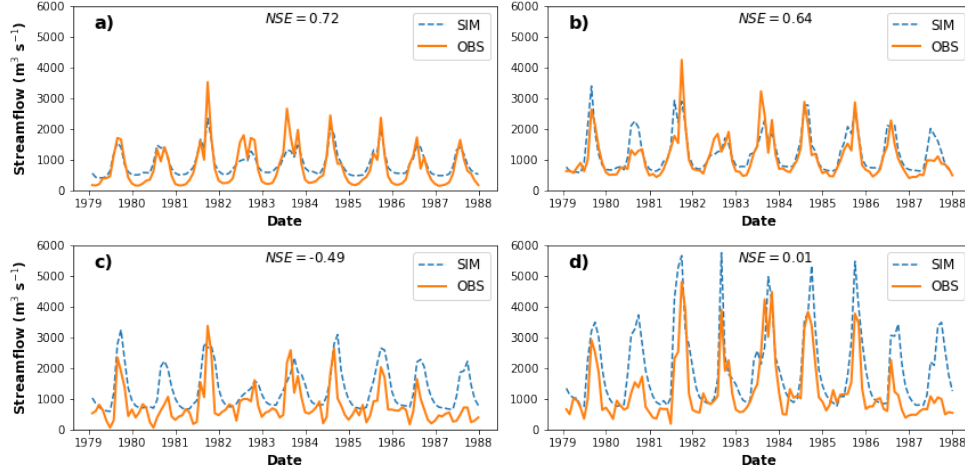 a)
NSE = 0.72
SIM
OBS
Streamflow (m³ s⁻¹)
6000
5000
4000
3000
2000
1000
0
1979 1980 1981 1982 1983 1984 1985 1986 1987 1988
Date
b)
NSE = 0.64
SIM
OBS
6000
5000
4000
3000
2000
1000
0
1979 1980 1981 1982 1983 1984 1985 1986 1987 1988
Date
c)
NSE = -0.49
SIM
OBS
Streamflow (m³ s⁻¹)
6000
5000
4000
3000
2000
1000
0
1979 1980 1981 1982 1983 1984 1985 1986 1987 1988
Date
d)
NSE = 0.01
SIM
OBS
6000
5000
4000
3000
2000
1000
0
1979 1980 1981 1982 1983 1984 1985 1986 1987 1988
Date